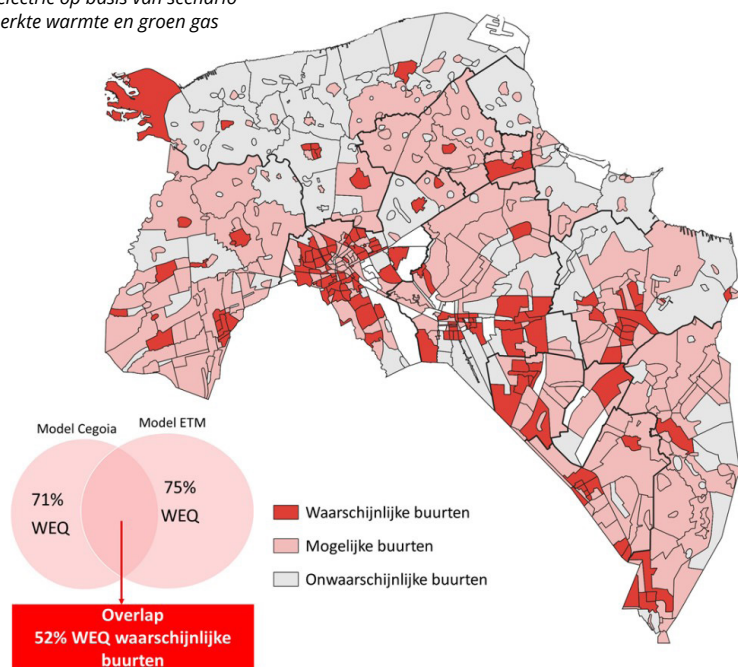 electric op basis van scenario
erkte warmte en groen gas
Model Cegoia
Model ETM
71%
WEQ
75%
WEQ
Waarschijnlijke buurten
Mogelijke buurten
Onwaarschijnlijke buurten
Overlap
52% WEQ waarschijnlijke
buurten